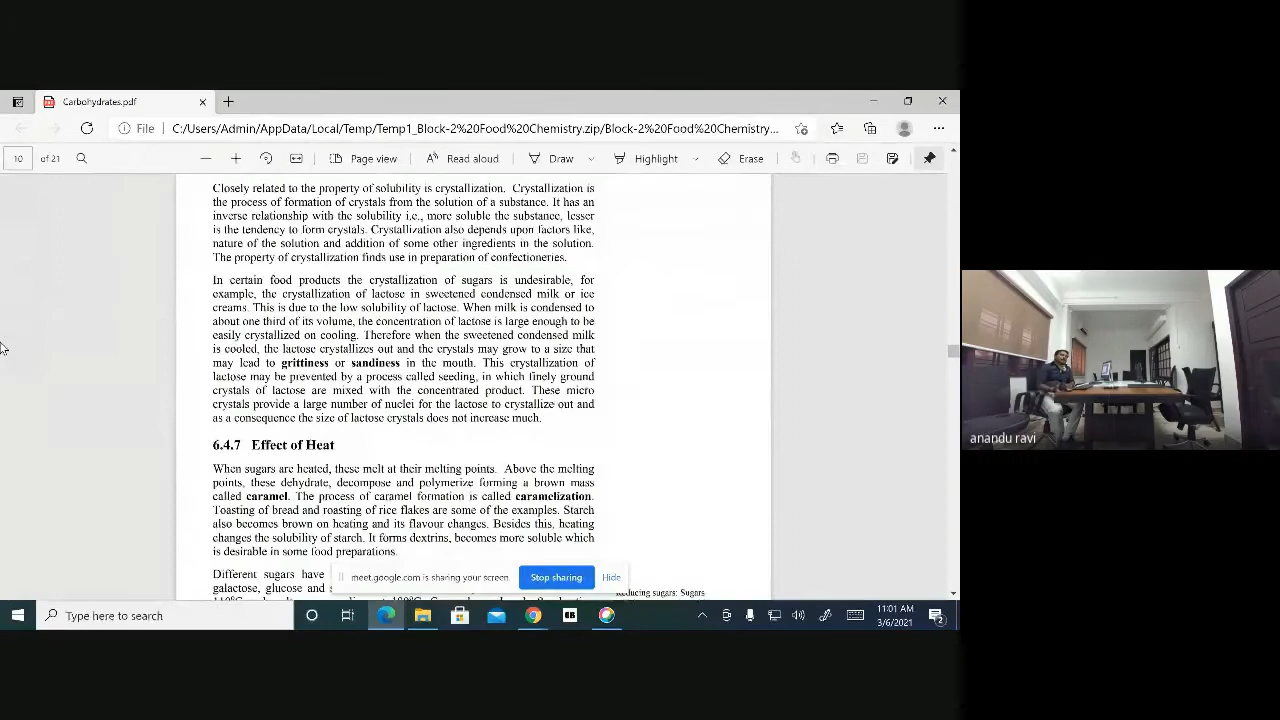 Carbohydrates.pdf
File
C:/Users/Admin/AppData/Local/Temp/Temp1_Block-2%20Food%20Chemistry.zip/Block-2%20Food%20Chemistry...
10 of 21
Page view
Read aloud
Draw
Highlight
Erase
Closely related to the property of solubility is crystallization. Crystallization is
the process of formation of crystals from the solution of a substance. It has an
inverse relationship with the solubility i.e., more soluble the substance, lesser
is the tendency to form crystals. Crystallization also depends upon factors like,
nature of the solution and addition of some other ingredients in the solution.
The property of crystallization finds use in preparation of confectioneries.
In certain food products the crystallization of sugars is undesirable, for
example, the crystallization of lactose in sweetened condensed milk or ice
creams. This is due to the low solubility of lactose. When milk is condensed to
about one third of its volume, the concentration of lactose is large enough to be
easily crystallized on cooling. Therefore when the sweetened condensed milk
is cooled, the lactose crystallizes out and the crystals may grow to a size that
may lead to grittiness or sandiness in the mouth. This crystallization of
lactose may be prevented by a process called seeding, in which finely ground
crystals of lactose are mixed with the concentrated product. These micro
crystals provide a large number of nuclei for the lactose to crystallize out and
as a consequence the size of lactose crystals does not increase much.
6.4.7 Effect of Heat
When sugars are heated, these melt at their melting points. Above the melting
points, these dehydrate, decompose and polymerize forming a brown mass
called caramel. The process of caramel formation is called caramelization.
Toasting of bread and roasting of rice flakes are some of the examples. Starch
also becomes brown on heating and its flavour changes. Besides this, heating
changes the solubility of starch. It forms dextrins, becomes more soluble which
is desirable in some food preparations.
Different sugars have
galactose, glucose and
meet.google.com is sharing your screen
Stop sharing
Hide
Reducing sugars: Sugars
anandu ravi
Type here to search
CB
11:01 AM
3/6/2021
2